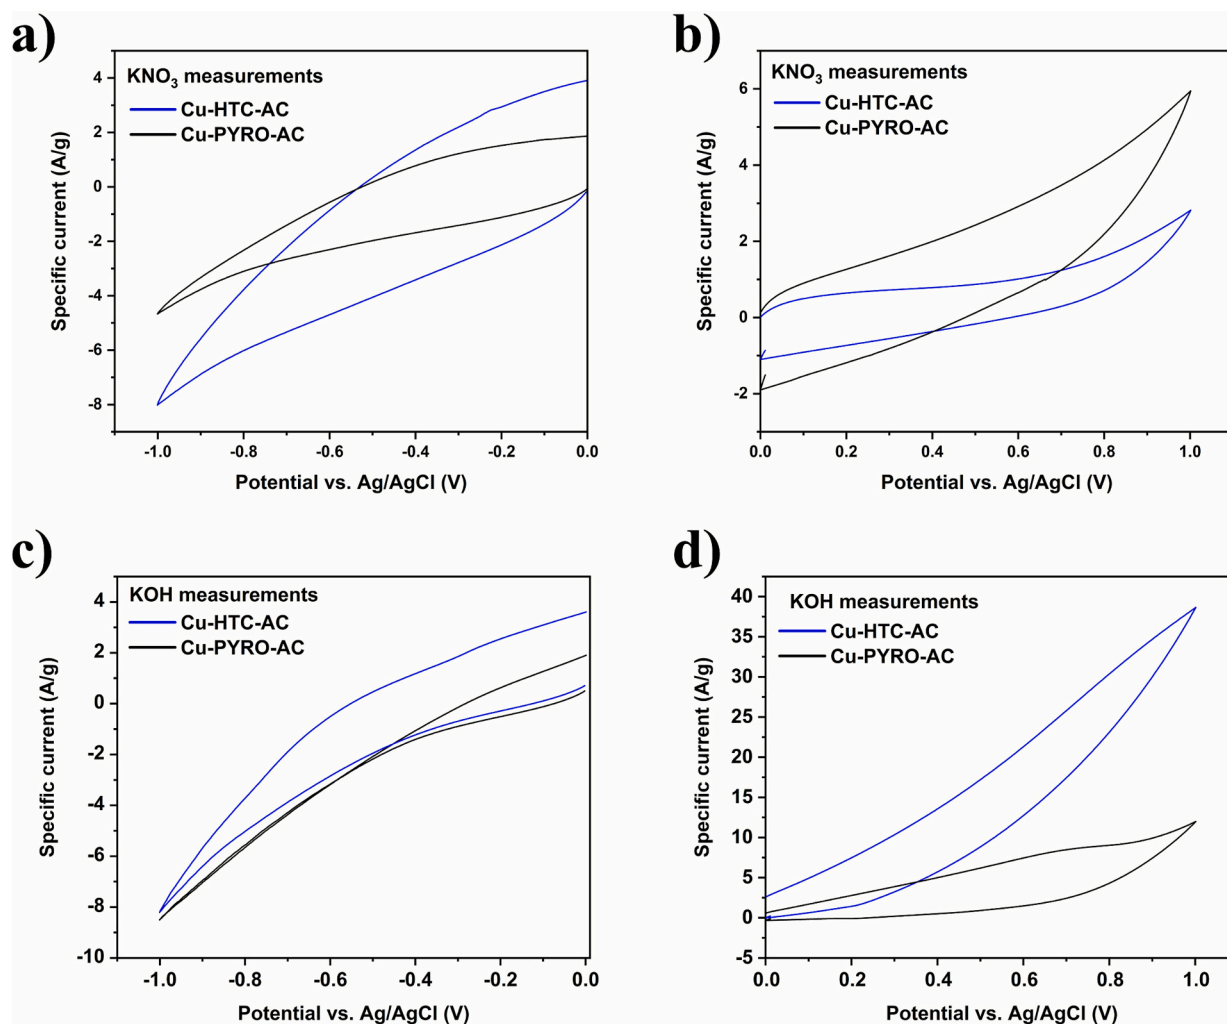 a)
KNO3 measurements
Cu-HTC-AC
Cu-PYRO-AC
4
2
0
-2
-4
-6
-8
Specific current (A/g)
-1.0 -0.8 -0.6 -0.4 -0.2 0.0
Potential vs. Ag/AgCl (V)
b)
KNO3 measurements
Cu-HTC-AC
Cu-PYRO-AC
6
4
2
0
-2
Specific current (A/g)
0.0 0.2 0.4 0.6 0.8 1.0
Potential vs. Ag/AgCl (V)
c)
KOH measurements
Cu-HTC-AC
Cu-PYRO-AC
4
2
0
-2
-4
-6
-8
-10
Specific current (A/g)
-1.0 -0.8 -0.6 -0.4 -0.2 0.0
Potential vs. Ag/AgCl (V)
d)
KOH measurements
Cu-HTC-AC
Cu-PYRO-AC
40
35
30
25
20
15
10
5
0
-5
Specific current (A/g)
0.0 0.2 0.4 0.6 0.8 1.0
Potential vs. Ag/AgCl (V)